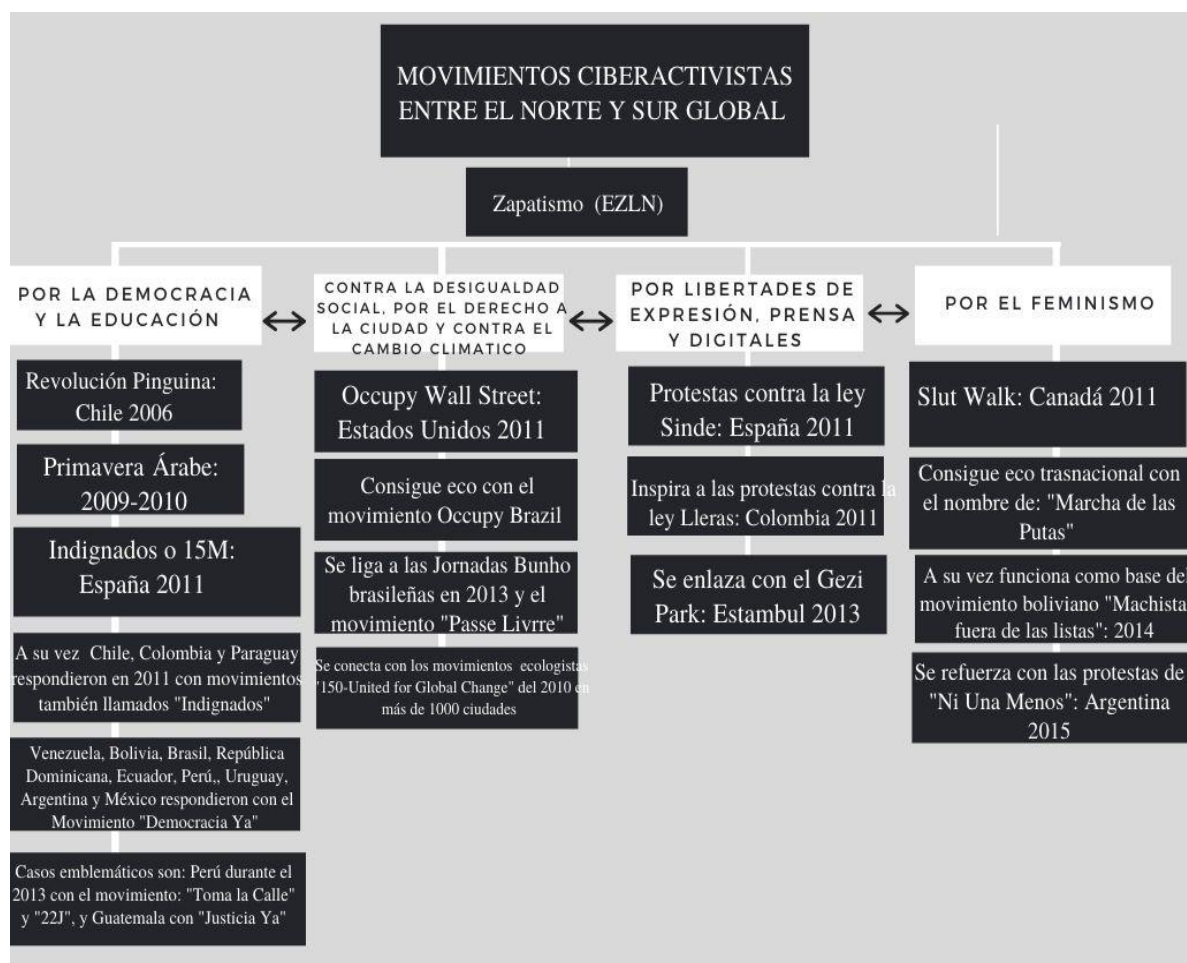 MOVIMIENTOS CIBERACTIVISTAS
ENTRE EL NORTE Y SUR GLOBAL
Zapatismo (EZLN)
POR LA DEMOCRACIA
Y LA EDUCACIÓN
Revolución Pinguina:
Chile 2006
Primavera Árabe:
2009-2010
Indignados o 15M:
España 2011
A su vez Chile, Colombia y Paraguay
respondieron en 2011 con movimientos
también llamados "Indignados"
Venezuela, Bolivia, Brasil, República
Dominicana, Ecuador, Perú,, Uruguay,
Argentina y México respondieron con el
Movimiento "Democracia Ya"
Casos emblemáticos son: Perú durante el
2013 con el movimiento: "Toma la Calle"
y "22J", y Guatemala con "Justicia Ya"
CONTRA LA DESIGUALDAD
SOCIAL, POR EL DERECHO A
LA CIUDAD Y CONTRA EL
CAMBIO CLIMATICO
Occupy Wall Street:
Estados Unidos 2011
Consigue eco con el
movimiento Occupy Brazil
Se liga a las Jornadas Bunho
brasileñas en 2013 y el
movimiento "Passe Livrre"
Se conecta con los movimientos ecologistas
"150-United for Global Change" del 2010 en
más de 1000 ciudades
POR LIBERTADES DE
EXPRESIÓN, PRENSA
Y DIGITALES
Protestas contra la ley
Sinde: España 2011
Inspira a las protestas contra la
ley Lleras: Colombia 2011
Se enlaza con el Gezi
Park: Estambul 2013
POR EL FEMINISMO
Slut Walk: Canadá 2011
Consigue eco trasnacional con
el nombre de: "Marcha de las
Putas"
A su vez funciona como base del
movimiento boliviano "Machista
fuera de las listas": 2014
Se refuerza con las protestas de
"Ni Una Menos": Argentina
2015